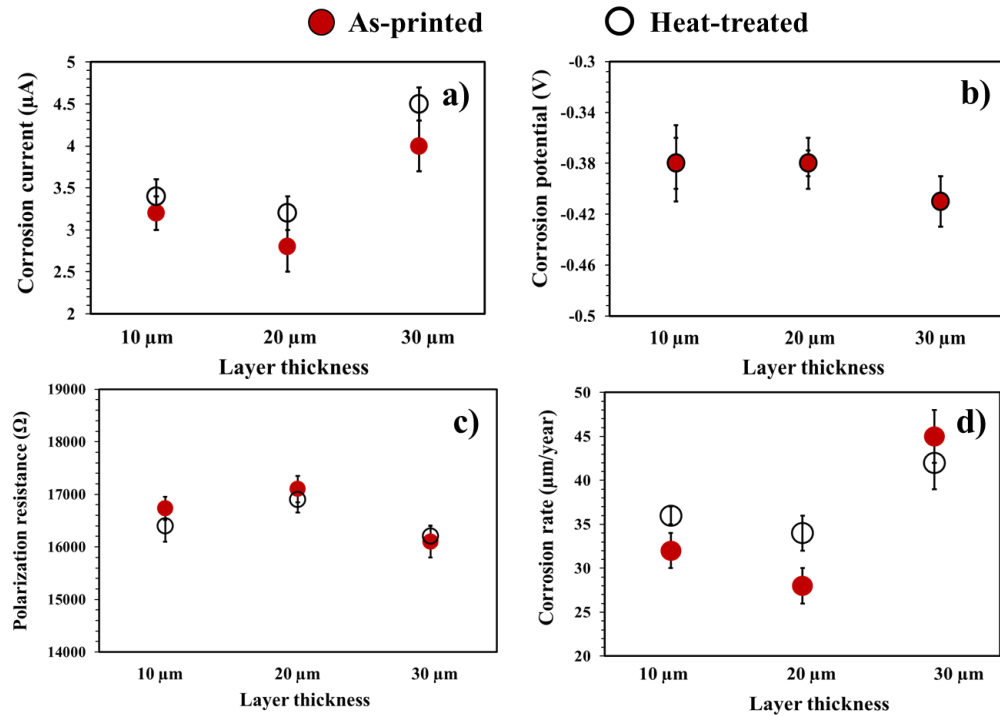 As-printed Heat-treated
a)
Corrosion current (µA)
5
4.5
4
3.5
3
2.5
2
10 µm 20 µm 30 µm
Layer thickness
b)
Corrosion potential (V)
-0.3
-0.34
-0.38
-0.42
-0.46
-0.5
10 µm 20 µm 30 µm
Layer thickness
c)
Polarization resistance (Ω)
19000
18000
17000
16000
15000
14000
10 µm 20 µm 30 µm
Layer thickness
d)
Corrosion rate (µm/year)
50
45
40
35
30
25
20
10 µm 20 µm 30 µm
Layer thickness